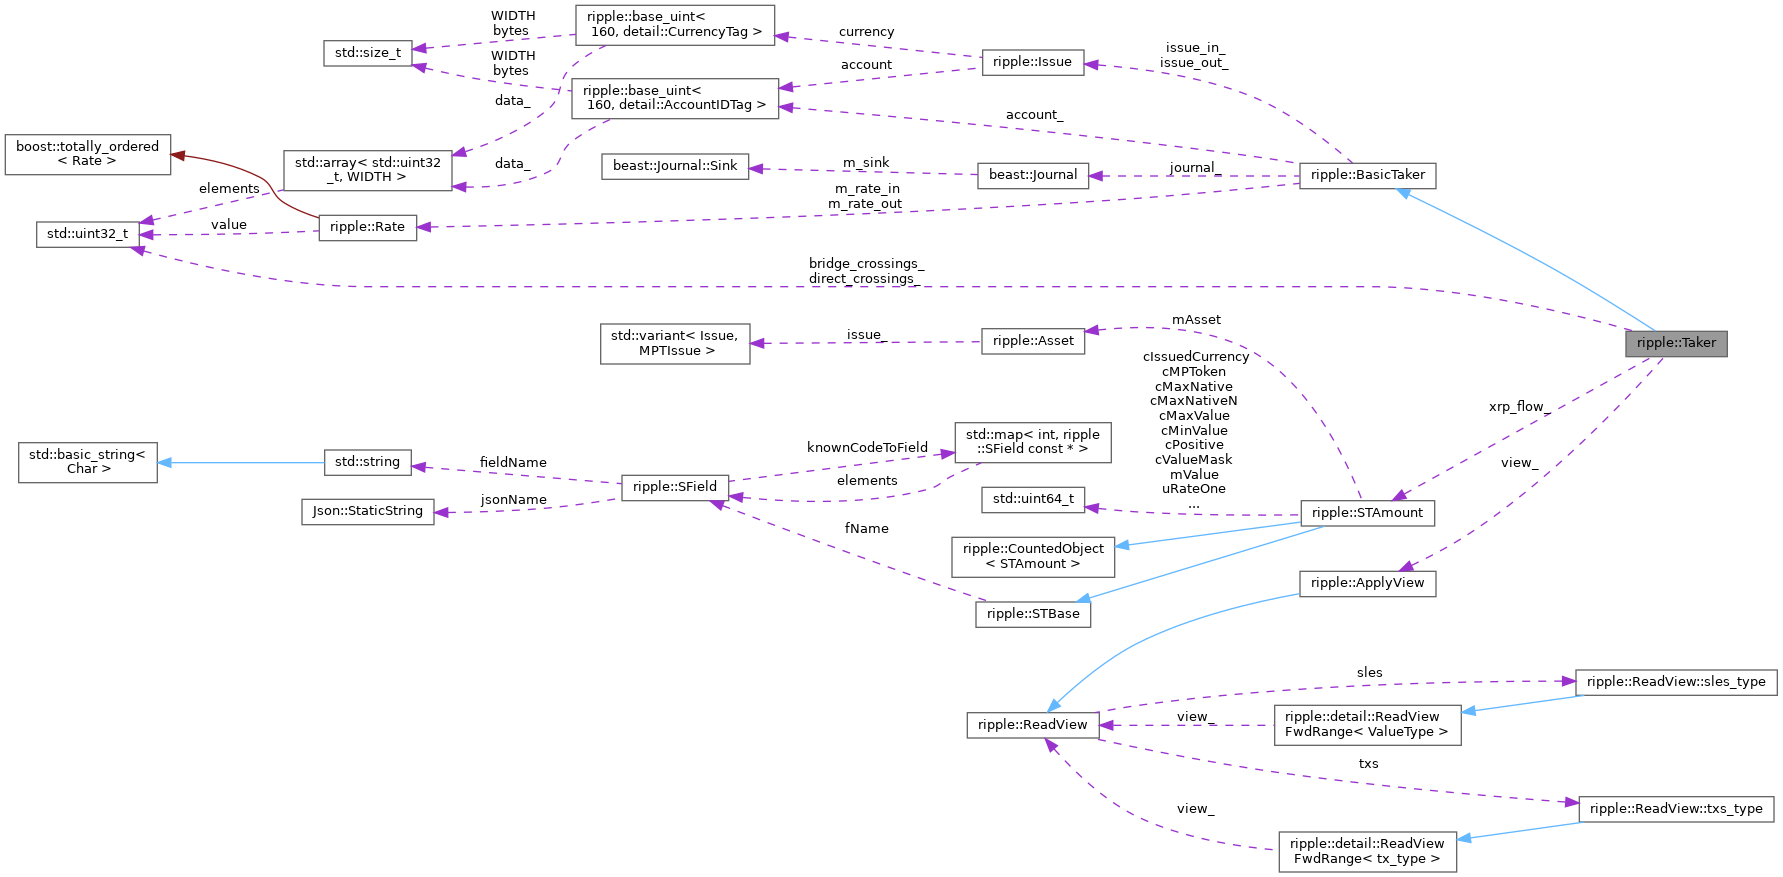 WIDTH
bytes
ripple::base_uint<
160, detail::CurrencyTag >
std::size_t
currency
issue_in_
issue_out_
WIDTH
bytes
account
ripple::Issue
ripple::base_uint<
160, detail::AccountIDTag >
data_
account_
boost::totally_ordered
< Rate >
std::array< std::uint32
_t, WIDTH >
data_
beast::Journal::Sink
m_sink
beast::Journal
journal_
ripple::BasicTaker
elements
m_rate_in
m_rate_out
std::uint32_t
value
ripple::Rate
bridge_crossings_
direct_crossings_
mAsset
std::variant< Issue,
MPTIssue >
issue_
ripple::Asset
ripple::Taker
cIssuedCurrency
cMPToken
cMaxNative
cMaxNativeN
cMaxValue
cMinValue
cPositive
cValueMask
mValue
uRateOne
...
xrp_flow_
view_
std::basic_string<
Char >
std::string
fieldName
knownCodeToField
std::map< int, ripple
::SField const * >
elements
ripple::SField
jsonName
Json::StaticString
std::uint64_t
ripple::STAmount
fName
ripple::CountedObject
< STAmount >
ripple::ApplyView
ripple::STBase
sles
ripple::ReadView::sles_type
ripple::ReadView
view_
ripple::detail::ReadView
FwdRange< ValueType >
txs
view_
ripple::ReadView::txs_type
ripple::detail::ReadView
FwdRange< tx_type >